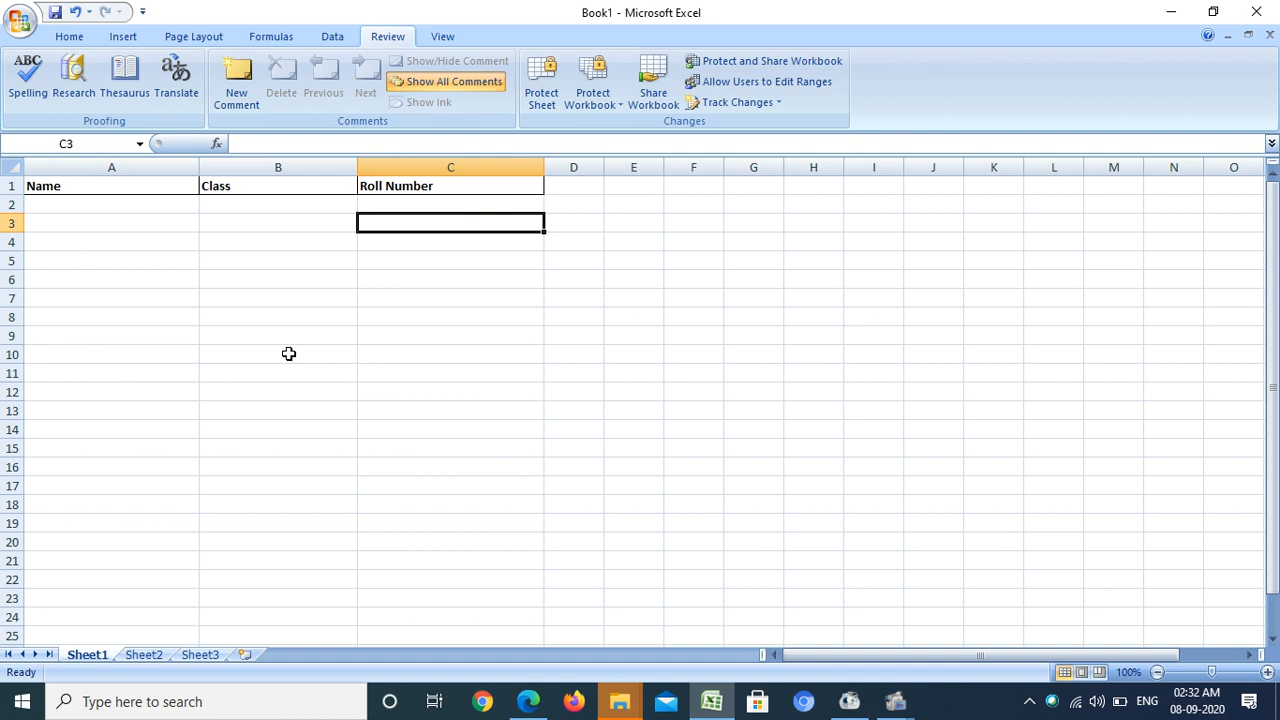 Book1 - Microsoft Excel
Home Insert Page Layout Formulas Data Review View
ABC Spelling Research Thesaurus Translate
Proofing
New Comment Delete Previous Next
Show/Hide Comment
Show All Comments
Show Ink
Comments
Protect Sheet Protect Workbook Share Workbook
Protect and Share Workbook
Allow Users to Edit Ranges
Track Changes
Changes
C3 fx
A B C D E F G H I J K L M N O
1 Name Class Roll Number
2
3
4
5
6
7
8
9
10
11
12
13
14
15
16
17
18
19
20
21
22
23
24
25
Sheet1 Sheet2 Sheet3
Ready 100%
Type here to search ENG 02:32 AM
08-09-2020